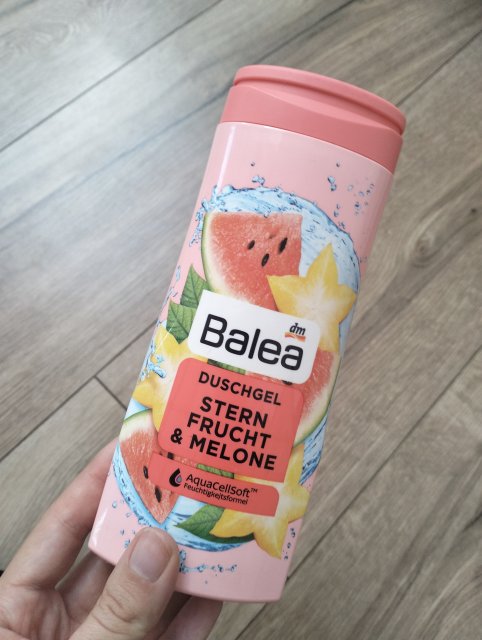 dm
Balea
DUSCHGEL
STERN
FRUCHT
& MELONE
AquaCellSoft™
Feuchtigkeitsformel